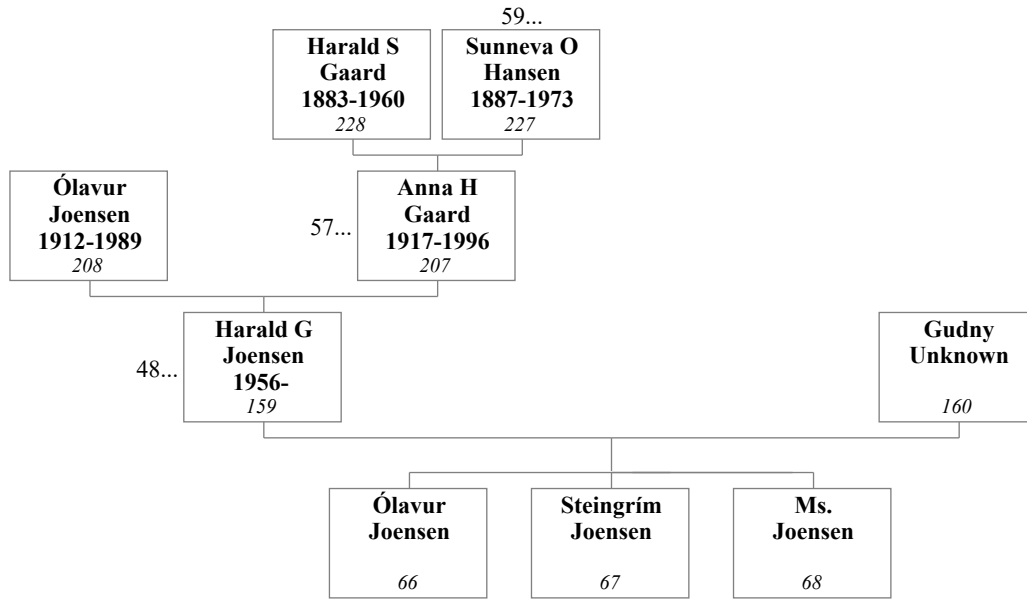 59...
Harald S
Gaard
1883-1960
228
Sunneva O
Hansen
1887-1973
227
Ólavur
Joensen
1912-1989
208
57...
Anna H
Gaard
1917-1996
207
48...
Harald G
Joensen
1956-
159
Gudny
Unknown
160
Ólavur
Joensen
66
Steingrím
Joensen
67
Ms.
Joensen
68